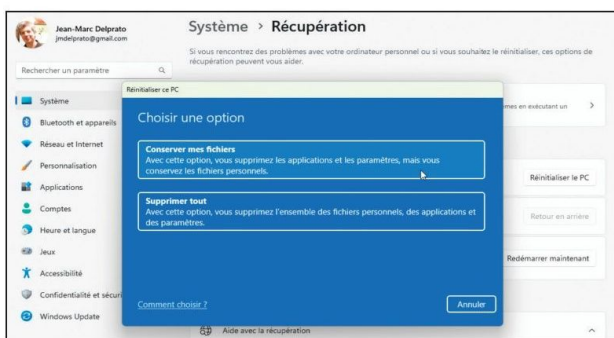 Jean-Marc Delprato
jmdelprato@gmail.com
Rechercher un paramètre
Système
Bluetooth et appareils
Réseau et Internet
Personnalisation
Applications
Comptes
Heure et langue
Jeux
Accessibilité
Confidentialité et sécuri
Windows Update
Système > Récupération
Si vous rencontrez des problèmes avec votre ordinateur personnel ou si vous souhaitez le réinitialiser, ces options de
récupération peuvent vous aider.
mes en exécutant un
Réinitialiser ce PC
Choisir une option
Conserver mes fichiers
Avec cette option, vous supprimez les applications et les paramètres, mais vous
conservez les fichiers personnels.
Supprimer tout
Avec cette option, vous supprimez l'ensemble des fichiers personnels, des applications et
des paramètres.
Comment choisir ?
Annuler
Réinitialiser le PC
Retour en arrière
Redémarrer maintenant
Aide avec la récupération